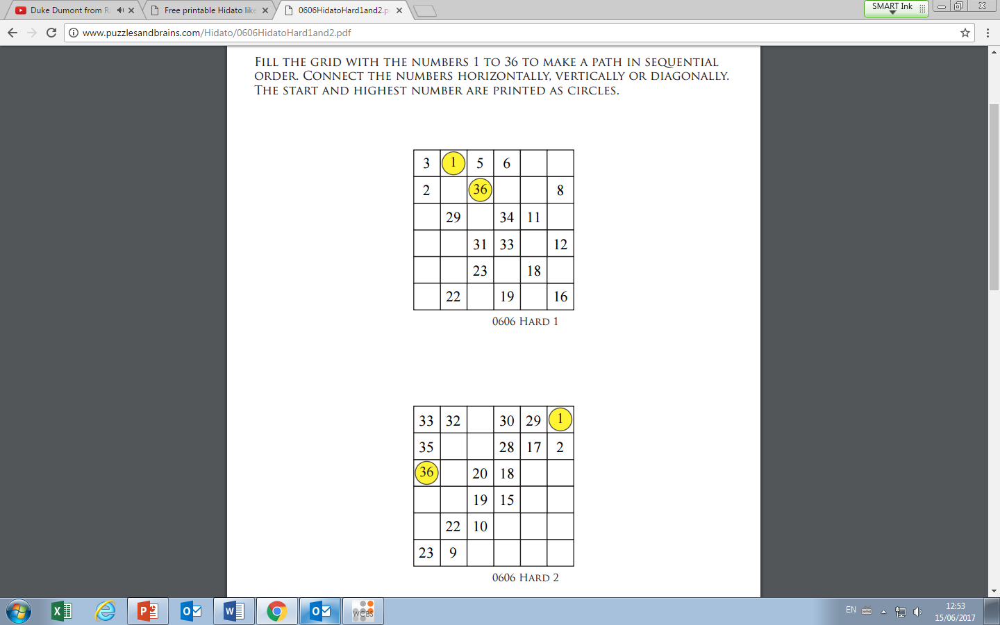 Duke Dumont from R
Free printable Hidato like
0606HidatoHard1and2.p
SMART Ink
www.puzzlesandbrains.com/Hidato/0606HidatoHard1and2.pdf
Fill the grid with the numbers 1 to 36 to make a path in sequential
order. Connect the numbers horizontally, vertically or diagonally.
The start and highest number are printed as circles.
3 1 5 6
2 36 8
29 34 11
31 33 12
23 18
22 19 16
0606 Hard 1
33 32 30 29 1
35 28 17 2
36 20 18
19 15
22 10
23 9
0606 Hard 2
EN
12:53
15/06/2017
WCBS